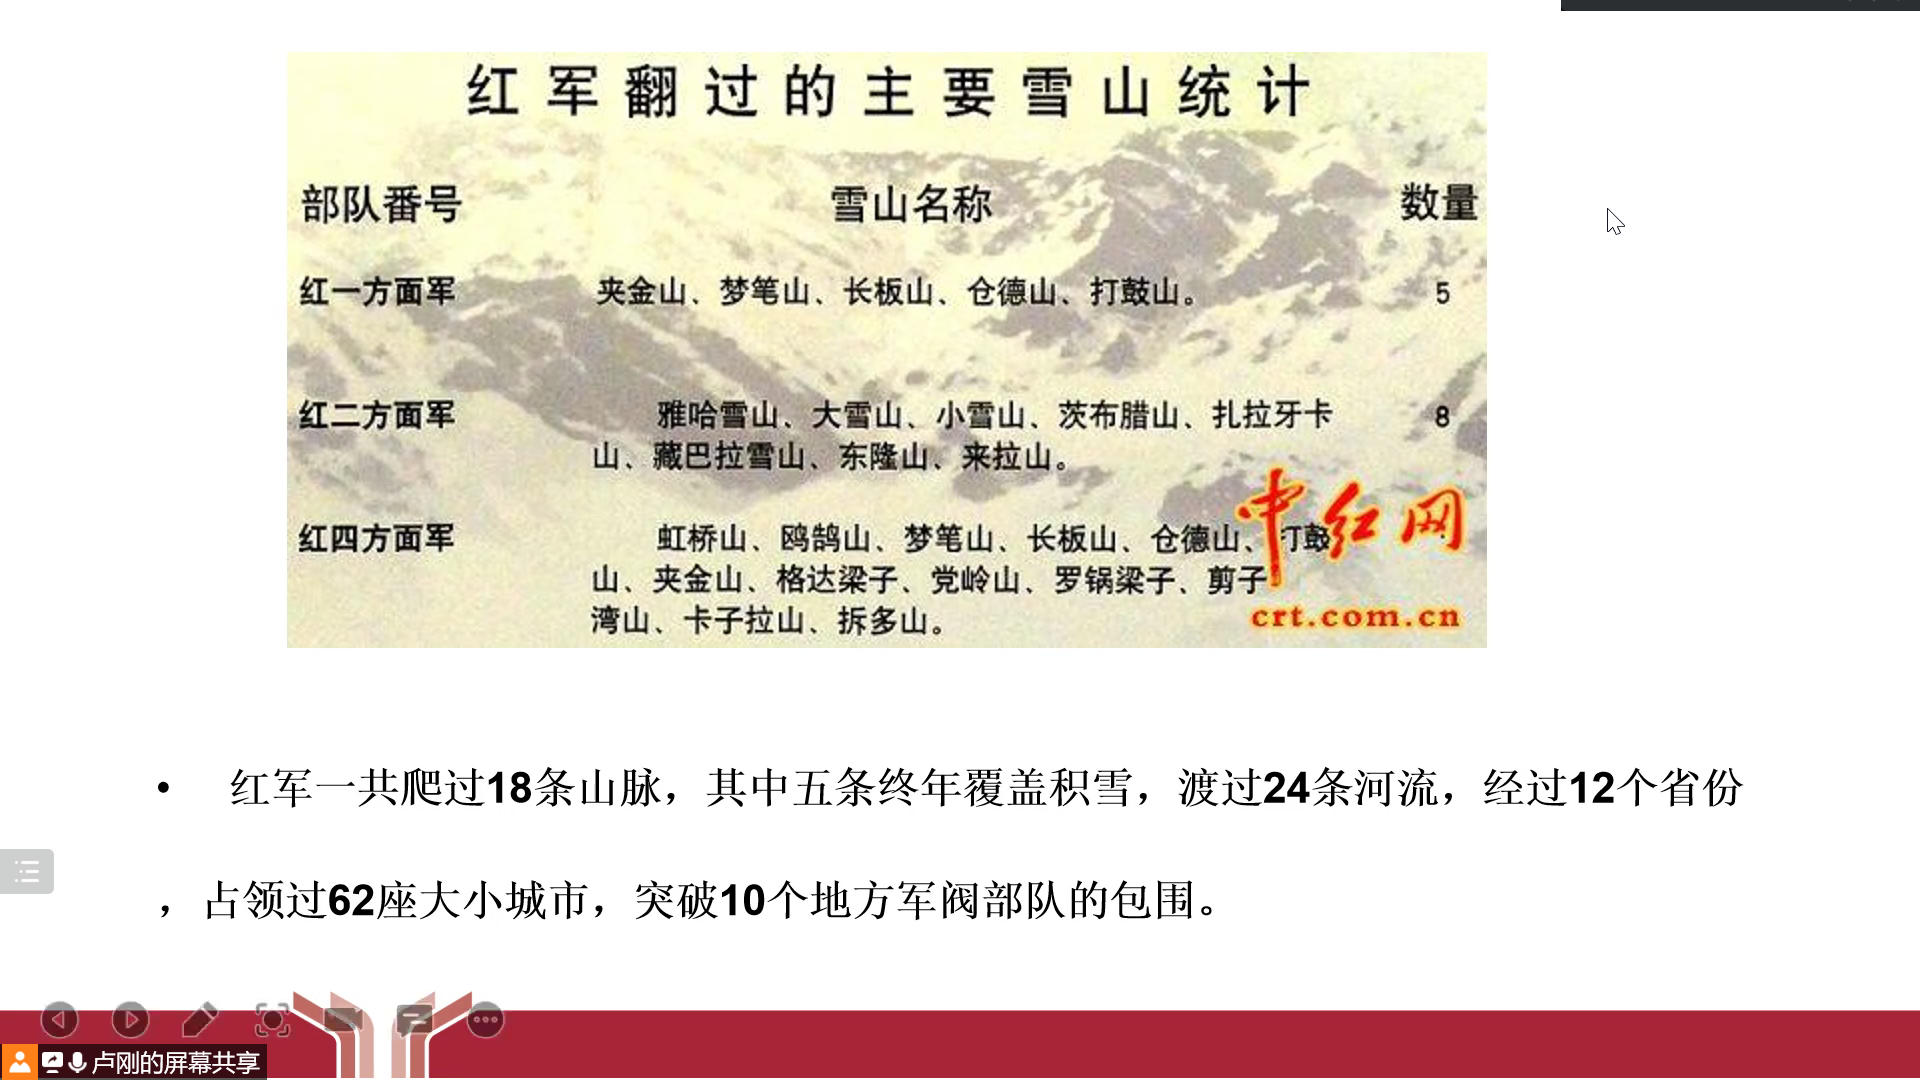 红军翻过的主要雪山统计
部队番号 雪山名称 数量
红一方面军 夹金山、梦笔山、长板山、仓德山、打鼓山。 5
红二方面军 雅哈雪山、大雪山、小雪山、茨布腊山、扎拉牙卡 8
山、藏巴拉雪山、东隆山、来拉山。
红四方面军 虹桥山、鸥鹄山、梦笔山、长板山、仓德山、打鼓
山、夹金山、格达梁子、党岭山、罗锅梁子、剪子
湾山、卡子拉山、拆多山。
中红网
crt.com.cn
• 红军一共爬过18条山脉，其中五条终年覆盖积雪，渡过24条河流，经过12个省份
，占领过62座大小城市，突破10个地方军阀部队的包围。
卢刚的屏幕共享